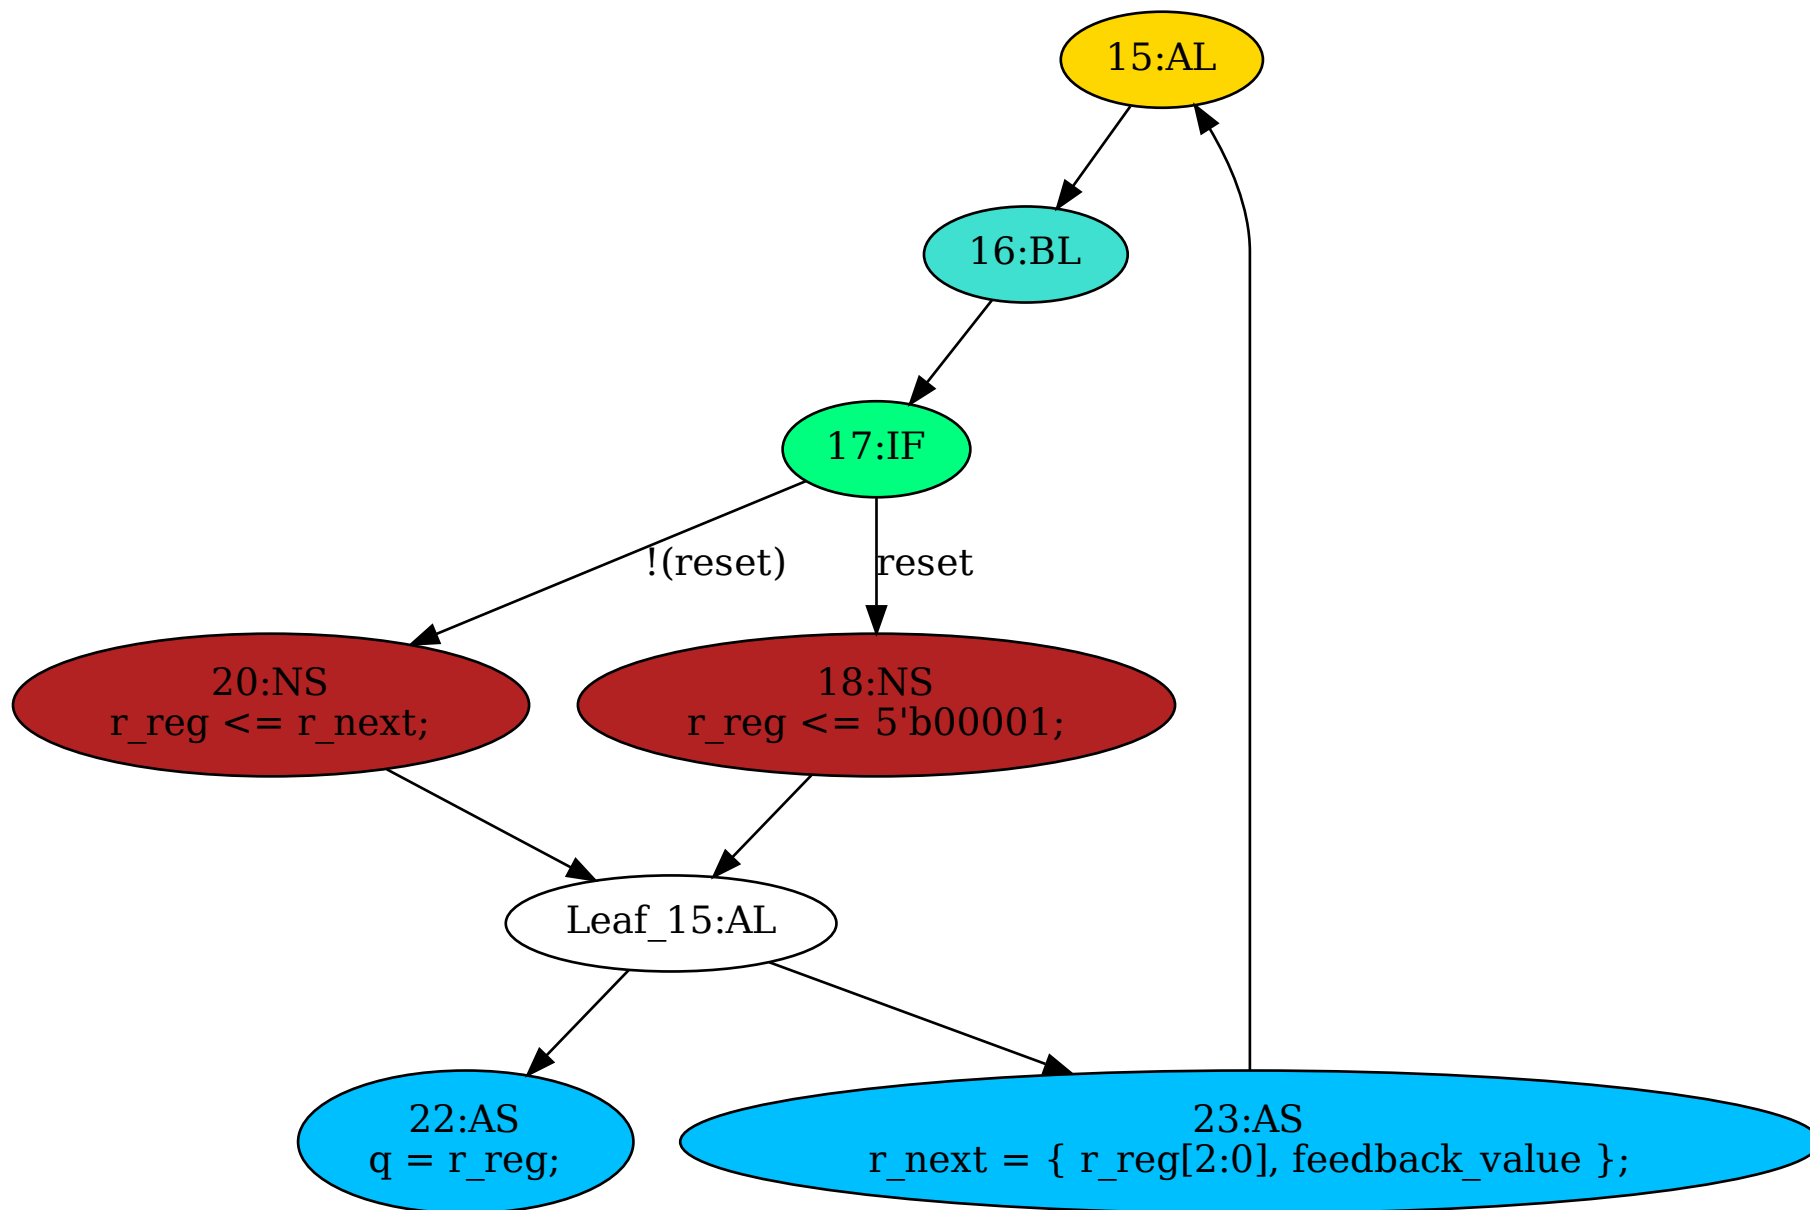 15:AL
16:BL
17:IF
!(reset)
reset
20:NS
r_reg <= r_next;
18:NS
r_reg <= 5'b00001;
Leaf_15:AL
22:AS
q = r_reg;
23:AS
r_next = { r_reg[2:0], feedback_value };